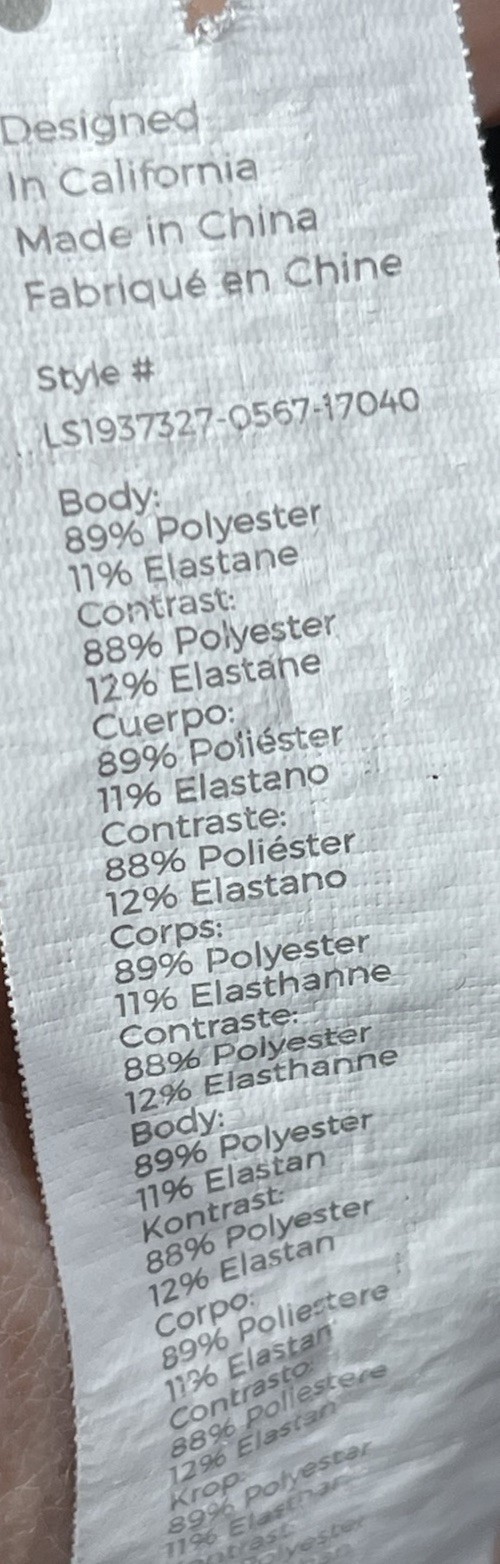 Designed
In California
Made in China
Fabriqué en Chine
Style #
LS1937327-0567-17040
Body:
89% Polyester
11% Elastane
Contrast:
88% Polyester
12% Elastane
Cuerpo:
89% Poliéster
11% Elastano
Contraste:
88% Poliéster
12% Elastano
Corps:
89% Polyester
11% Elasthanne
Contraste:
88% Polyester
12% Elasthanne
Body:
89% Polyester
11% Elastan
Kontrast:
88% Polyester
12% Elastan
Corpo:
89% Poliestere
11% Elastan
Contrasto:
88% Poliestere
12% Elastan
Krop:
89% Polyester
11%